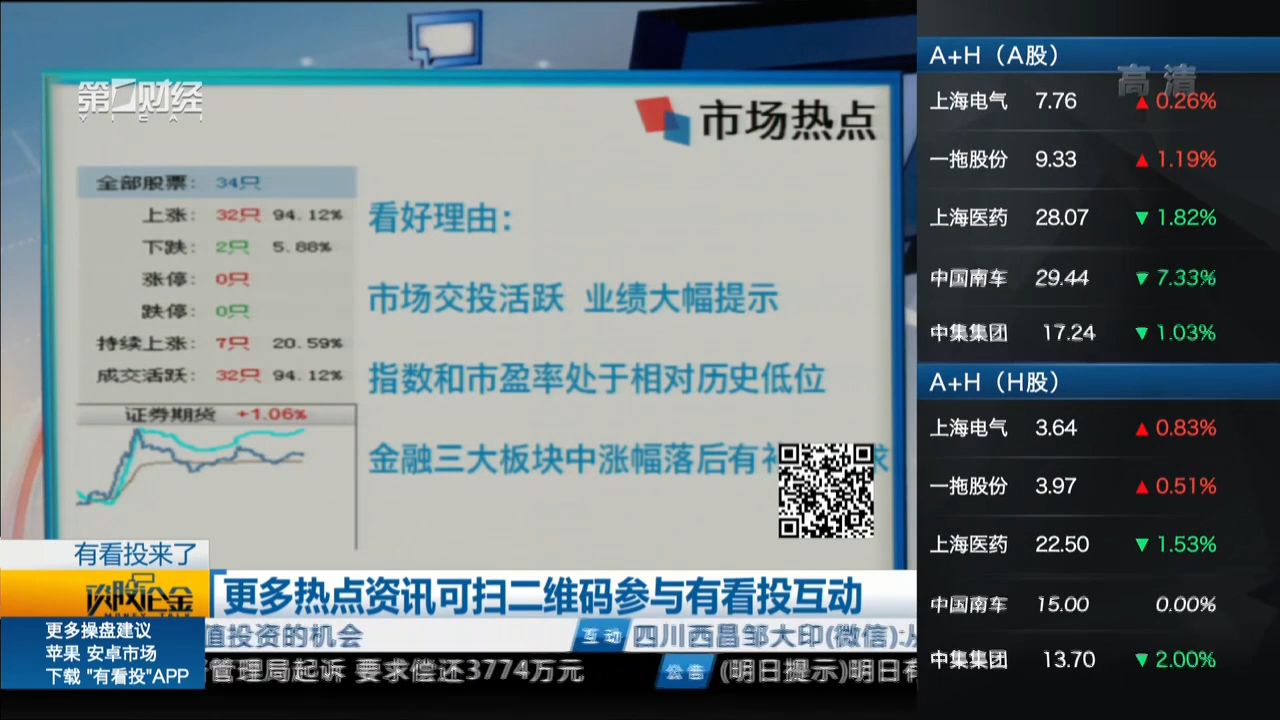 第一财经
YICAI
市场热点
全部股票: 34只
上涨: 32只 94.12%
下跌: 2只 5.88%
涨停: 0只
跌停: 0只
持续上涨: 7只 20.59%
成交活跃: 32只 94.12%
证券期货 +1.06%
看好理由:
市场交投活跃 业绩大幅提示
指数和市盈率处于相对历史低位
金融三大板块中涨幅落后有补 求
有看投来了
谈股论金
更多热点资讯可扫二维码参与有看投互动
更多操盘建议
苹果 安卓市场
下载 "有看投"APP
值投资的机会
互动 四川西昌邹大印(微信):从
管理局起诉 要求偿还3774万元
公告 (明日提示)明日有
高清
A+H（A股）
上海电气 7.76 ▲ 0.26%
一拖股份 9.33 ▲ 1.19%
上海医药 28.07 ▼ 1.82%
中国南车 29.44 ▼ 7.33%
中集集团 17.24 ▼ 1.03%
A+H（H股）
上海电气 3.64 ▲ 0.83%
一拖股份 3.97 ▲ 0.51%
上海医药 22.50 ▼ 1.53%
中国南车 15.00 0.00%
中集集团 13.70 ▼ 2.00%